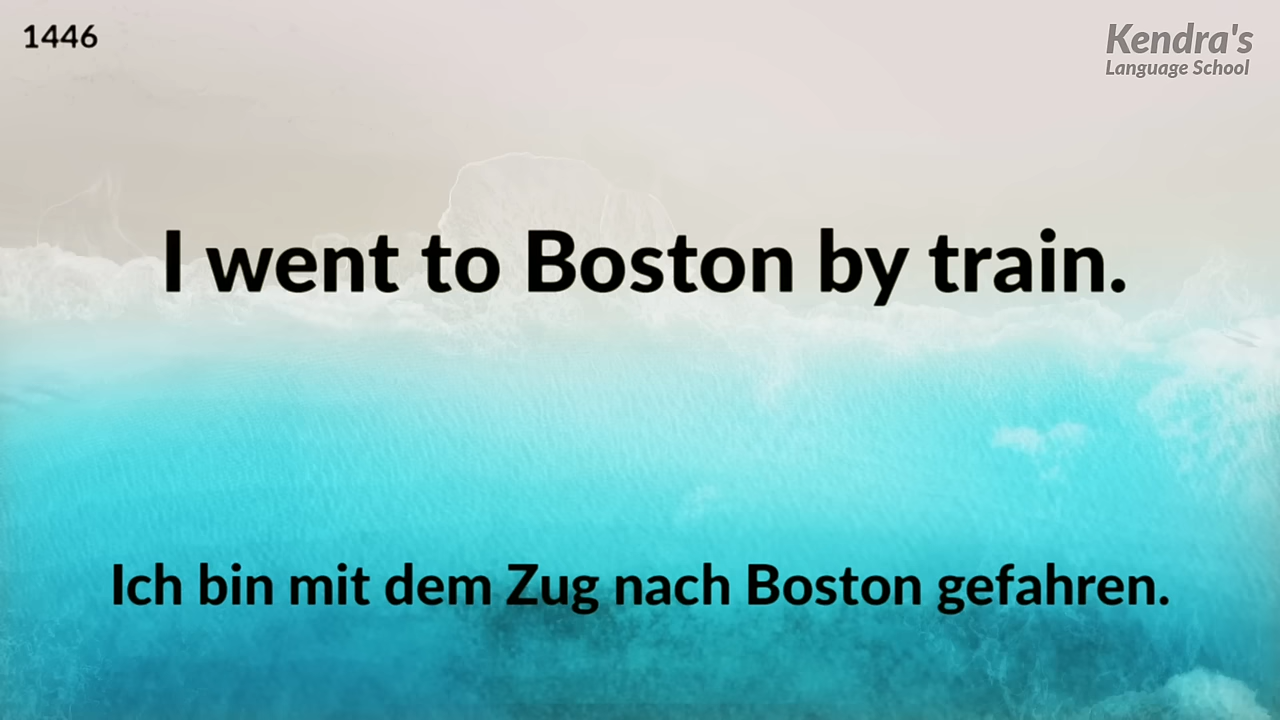 1446
Kendra's
Language School
I went to Boston by train.
Ich bin mit dem Zug nach Boston gefahren.